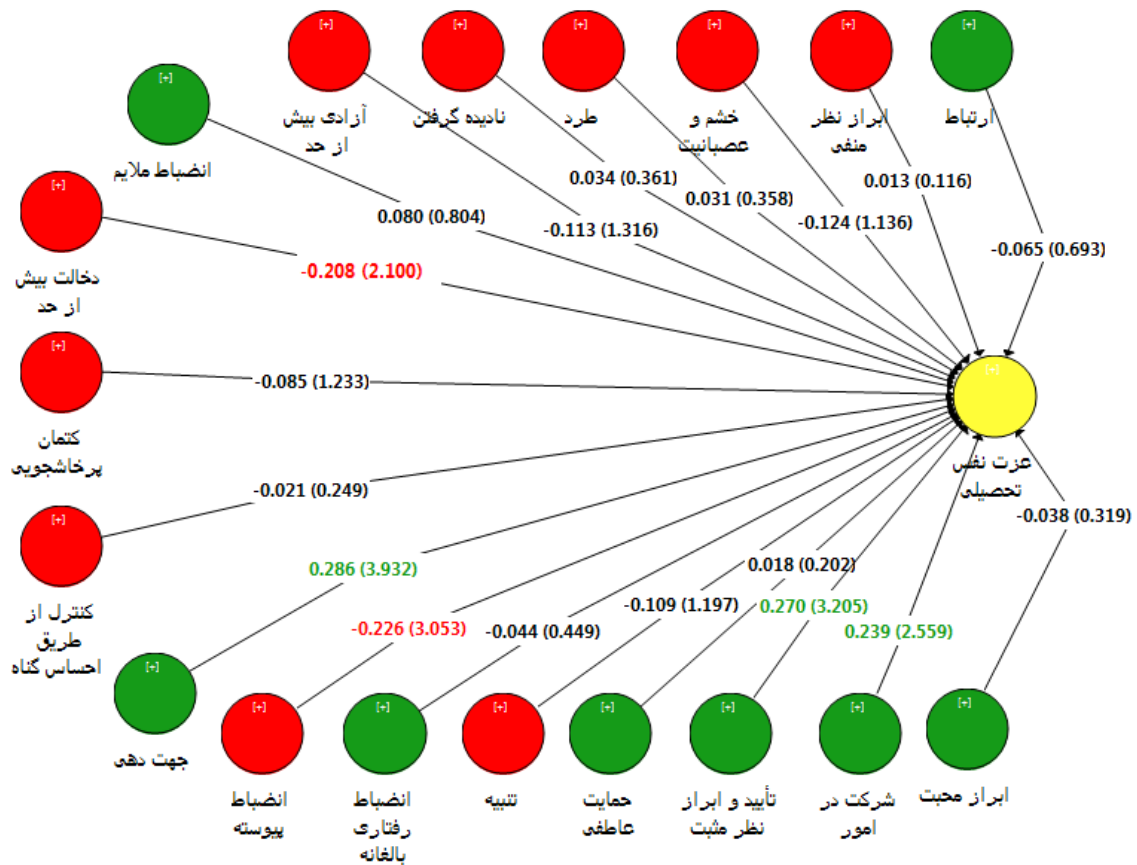 [+]
[+]
[+]
[+]
[+]
[+]
آزادی بیش
از حد
نادیده گرفتن
طرد
خشم و
عصبانیت
ابراز نظر
منفی
ارتباط
[+]
انضباط ملایم
[+]
دخالت بیش
از حد
[+]
کتمان
پرخاشجویی
[+]
کنترل از
طریق
احساس گناه
[+]
جهت دهی
0.034 (0.361)
0.031 (0.358)
0.013 (0.116)
0.080 (0.804)
-0.113 (1.316)
-0.124 (1.136)
-0.065 (0.693)
-0.208 (2.100)
-0.085 (1.233)
-0.021 (0.249)
[+]
عزت نفس
تحصیلی
-0.038 (0.319)
0.286 (3.932)
0.018 (0.202)
-0.226 (3.053)
-0.044 (0.449)
-0.109 (1.197)
0.270 (3.205)
0.239 (2.559)
[+]
[+]
[+]
[+]
[+]
[+]
[+]
انضباط
پیوسته
انضباط
رفتاری
بالغانه
تنبیه
حمایت
عاطفی
تأیید و ابراز
نظر مثبت
شرکت در
امور
ابراز محبت